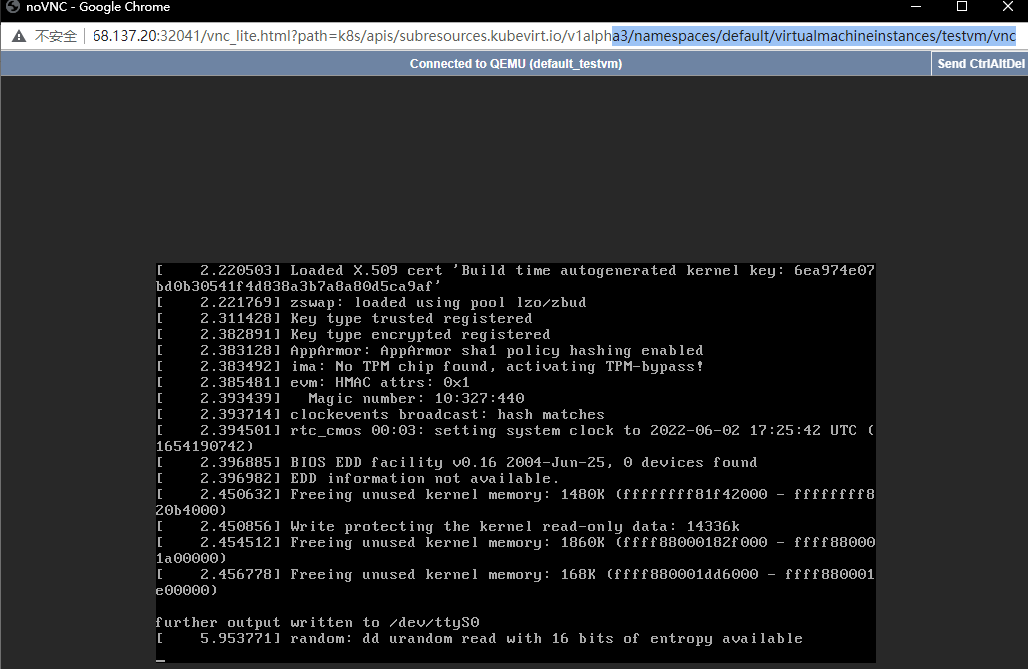 noVNC - Google Chrome
不安全 68.137.20:32041/vnc_lite.html?path=k8s/apis/subresources.kubevirt.io/v1alpha3/namespaces/default/virtualmachineinstances/testvm/vnc
Connected to QEMU (default_testvm) Send CtrlAltDel
[    2.220503] Loaded X.509 cert 'Build time autogenerated kernel key: 6ea974e07
bd0b30541f4d838a3b7a8a80d5ca9af'
[    2.221769] zswap: loaded using pool lzo/zbud
[    2.311428] Key type trusted registered
[    2.382891] Key type encrypted registered
[    2.383128] AppArmor: AppArmor sha1 policy hashing enabled
[    2.383492] ima: No TPM chip found, activating TPM-bypass!
[    2.385481] evm: HMAC attrs: 0x1
[    2.393439]   Magic number: 10:327:440
[    2.393714] clockevents broadcast: hash matches
[    2.394501] rtc_cmos 00:03: setting system clock to 2022-06-02 17:25:42 UTC (
1654190742)
[    2.396885] BIOS EDD facility v0.16 2004-Jun-25, 0 devices found
[    2.396982] EDD information not available.
[    2.450632] Freeing unused kernel memory: 1480K (ffffffff81f42000 - ffffffff8
20b4000)
[    2.450856] Write protecting the kernel read-only data: 14336k
[    2.454512] Freeing unused kernel memory: 1860K (ffff88000182f000 - ffff88000
1a00000)
[    2.456778] Freeing unused kernel memory: 168K (ffff880001dd6000 - ffff880001
e00000)
further output written to /dev/ttyS0
[    5.953771] random: dd urandom read with 16 bits of entropy available